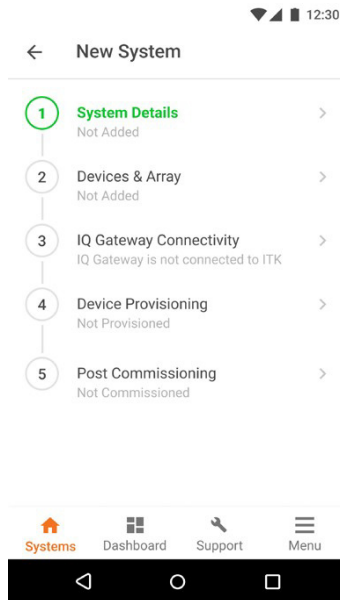 12:30
New System
1
System Details
Not Added
2
Devices & Array
Not Added
3
IQ Gateway Connectivity
IQ Gateway is not connected to ITK
4
Device Provisioning
Not Provisioned
5
Post Commissioning
Not Commissioned
Systems Dashboard Support Menu